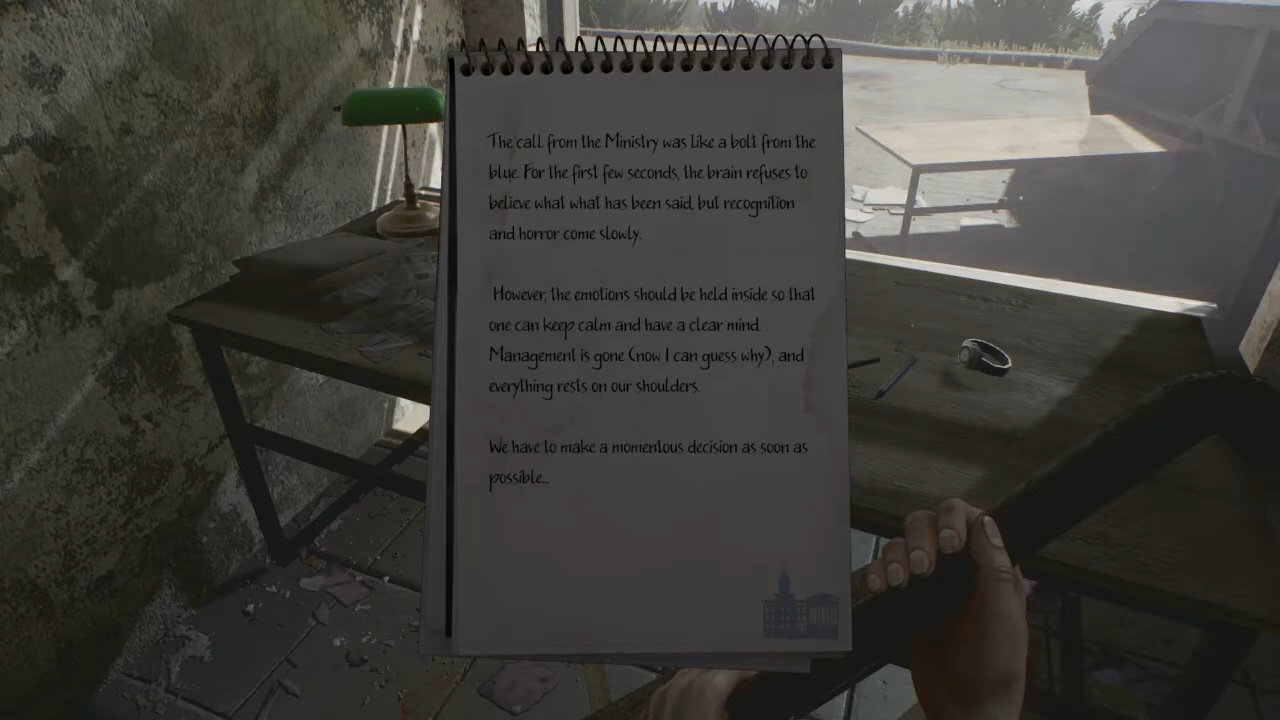 The call from the Ministry was like a bolt from the
blue. For the first few seconds, the brain refuses to
believe what what has been said, but recognition
and horror come slowly.
However, the emotions should be held inside so that
one can keep calm and have a clear mind.
Management is gone (now I can guess why), and
everything rests on our shoulders.
We have to make a momentous decision as soon as
possible...